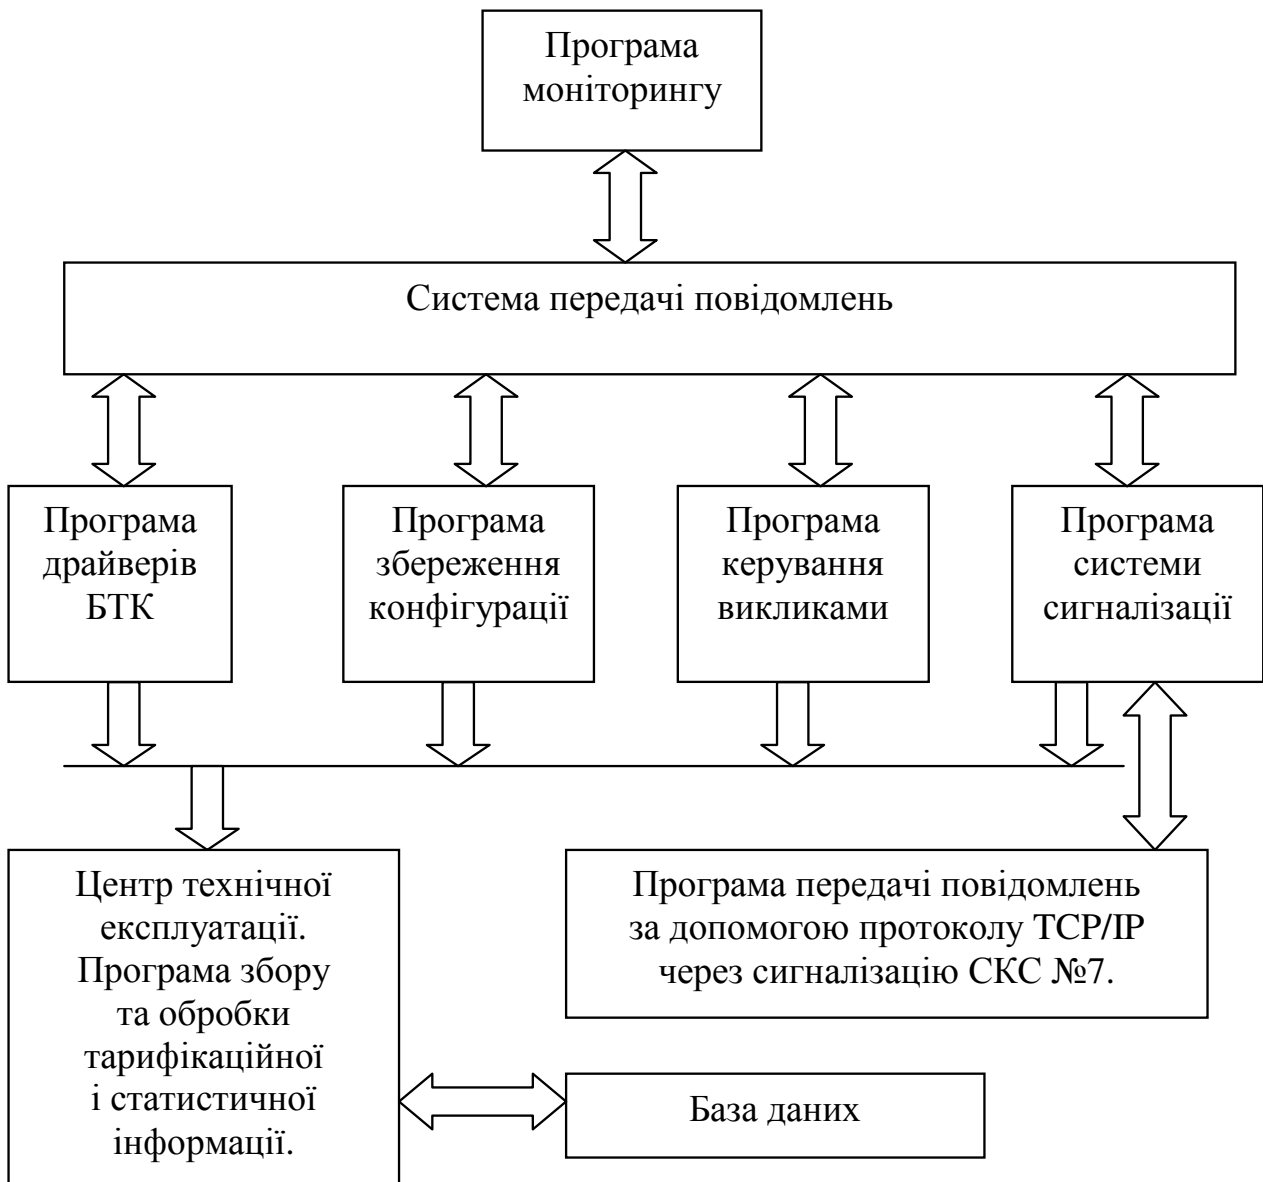 Програма
моніторингу
Система передачі повідомлень
Програма
драйверів
БТК
Програма
збереження
конфігурації
Програма
керування
викликами
Програма
системи
сигналізації
Центр технічної
експлуатації.
Програма збору
та обробки
тарифікаційної
і статистичної
інформації.
Програма передачі повідомлень
за допомогою протоколу TCP/IP
через сигналізацію СКС №7.
База даних